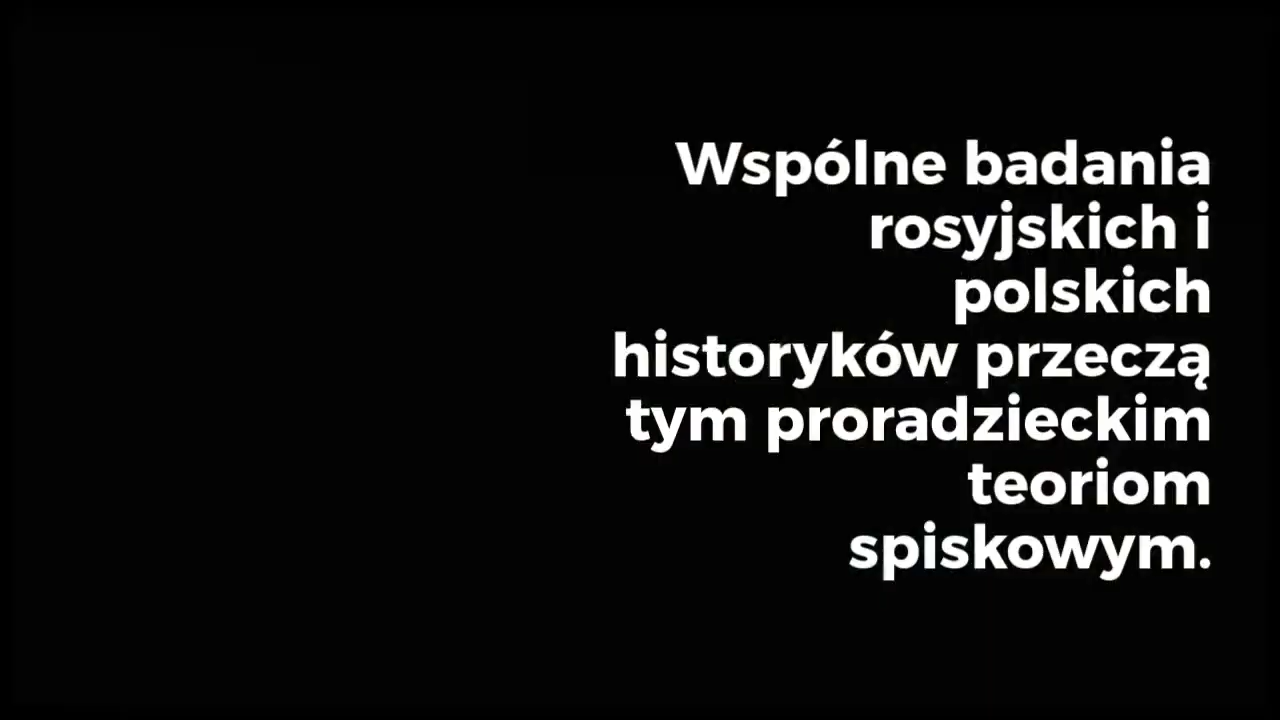 Wspólne badania
rosyjskich i
polskich
historyków przeczą
tym proradzieckim
teoriom
spiskowym.